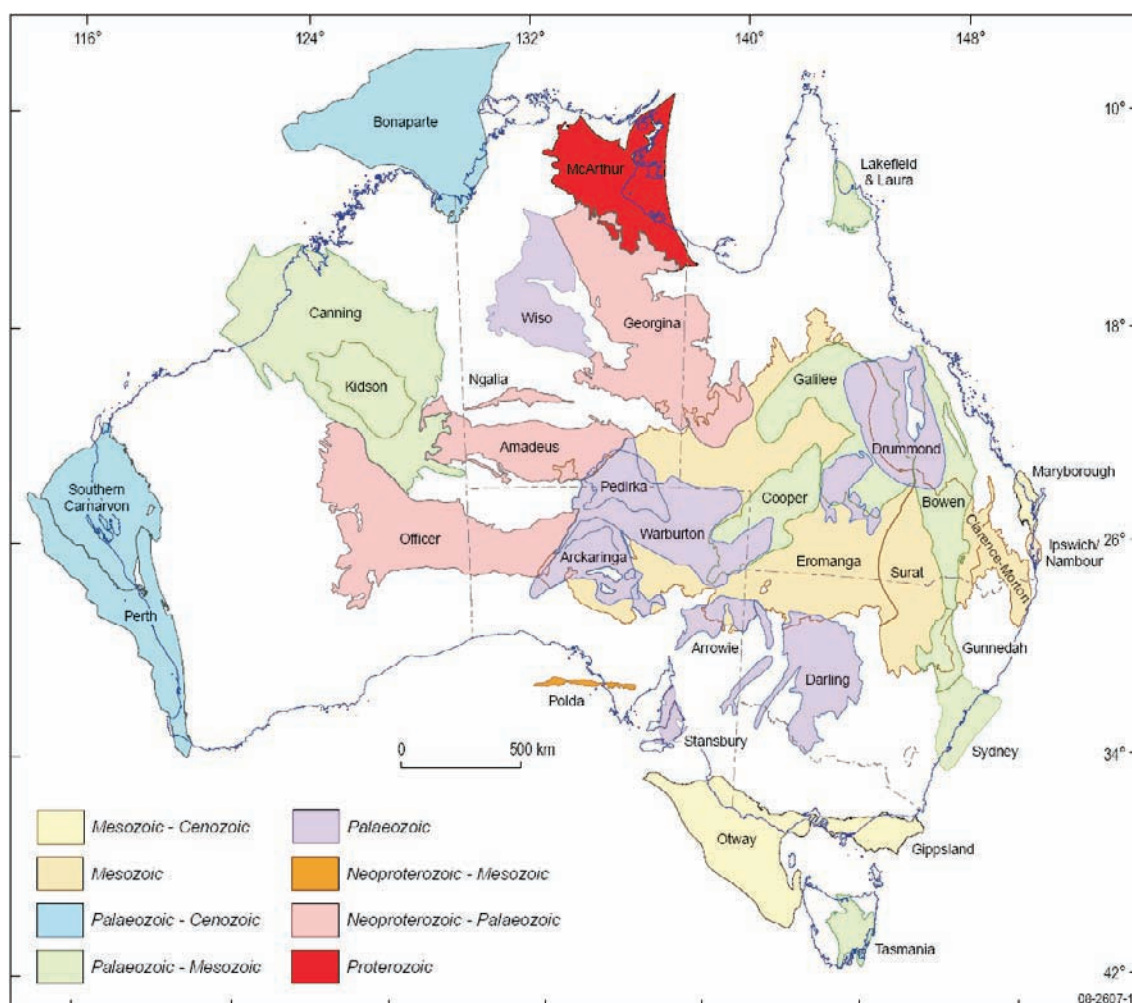 116°
124°
132°
140°
148°
10°
18°
26°
34°
42°
Bonaparte
McArthur
Lakefield
& Laura
Canning
Wiso
Georgina
Kidson
Ngalia
Galilee
Amadeus
Drummond
Southern
Carnarvon
Pedirka
Cooper
Bowen
Maryborough
Officer
Warburton
Arckaringa
Eromanga
Surat
Clarence-Morton
Ipswich/
Nambour
Perth
Arrowie
Gunnedah
Polda
Darling
Stansbury
Sydney
0
500 km
Otway
Gippsland
Tasmania
Mesozoic - Cenozoic
Mesozoic
Palaeozoic - Cenozoic
Palaeozoic - Mesozoic
Palaeozoic
Neoproterozoic - Mesozoic
Neoproterozoic - Palaeozoic
Proterozoic
08-2607-1